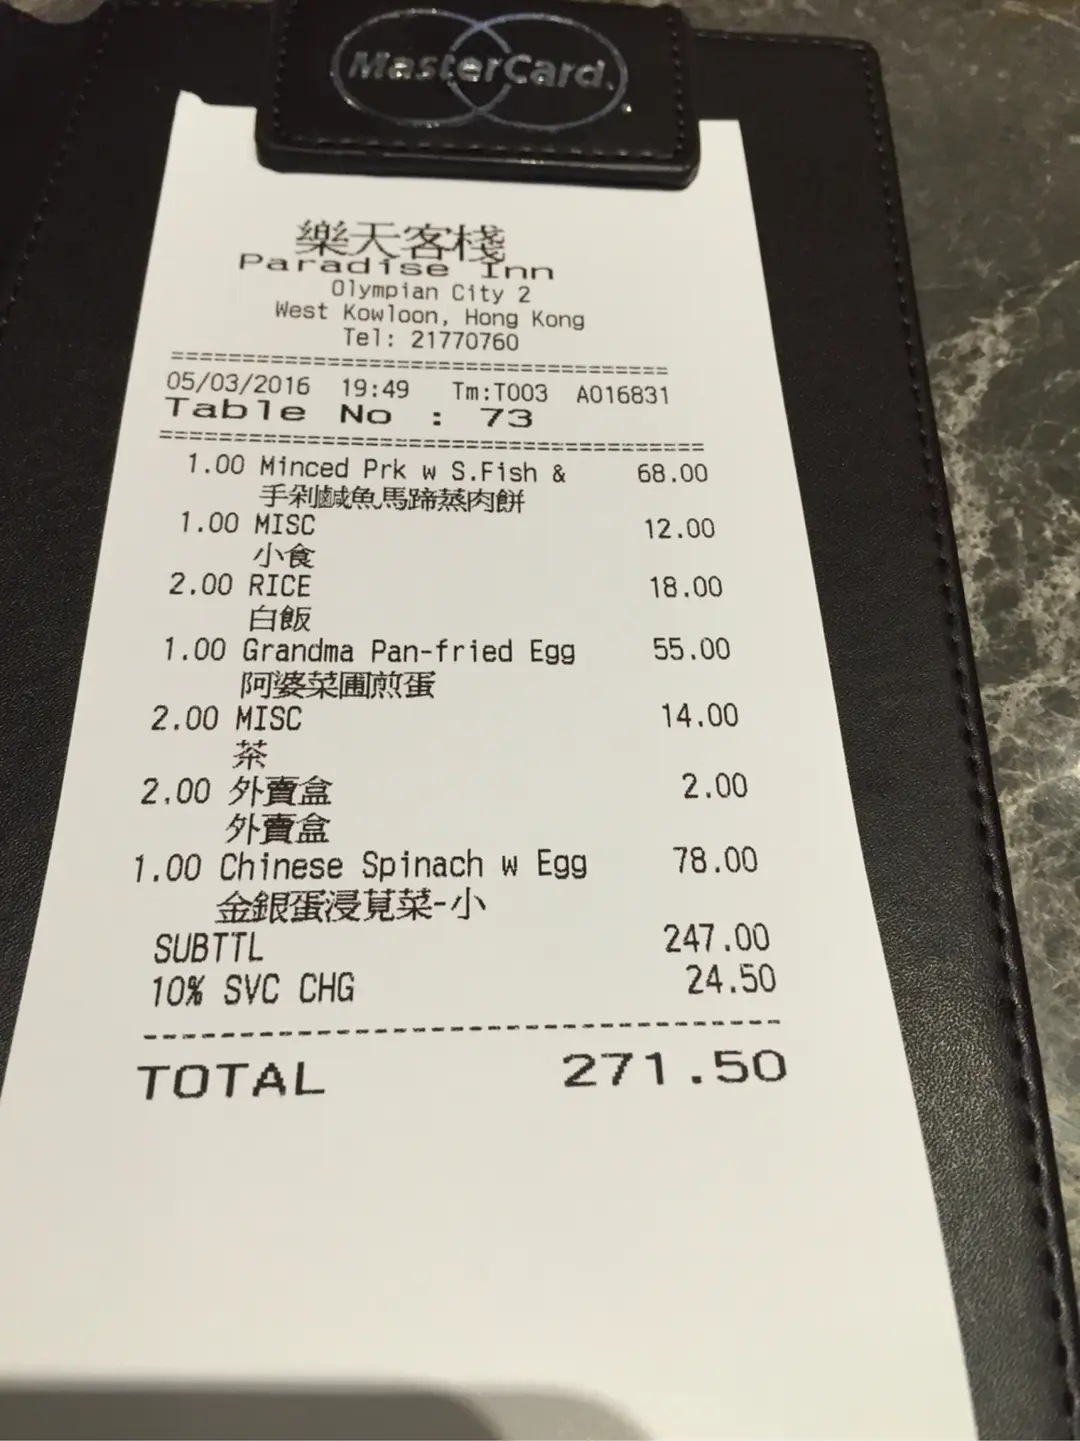 MasterCard.
樂天客棧
Paradise Inn
Olympian City 2
West Kowloon, Hong Kong
Tel: 21770760
==========================================
05/03/2016 19:49 Tm:T003 A016831
Table No : 73
==========================================
1.00 Minced Prk w S.Fish & 68.00
手剁鹹魚馬蹄蒸肉餅
1.00 MISC 12.00
小食
2.00 RICE 18.00
白飯
1.00 Grandma Pan-fried Egg 55.00
阿婆菜圃煎蛋
2.00 MISC 14.00
茶
2.00 外賣盒 2.00
外賣盒
1.00 Chinese Spinach w Egg 78.00
金銀蛋浸莧菜-小
SUBTTL 247.00
10% SVC CHG 24.50
------------------------------------------
TOTAL 271.50